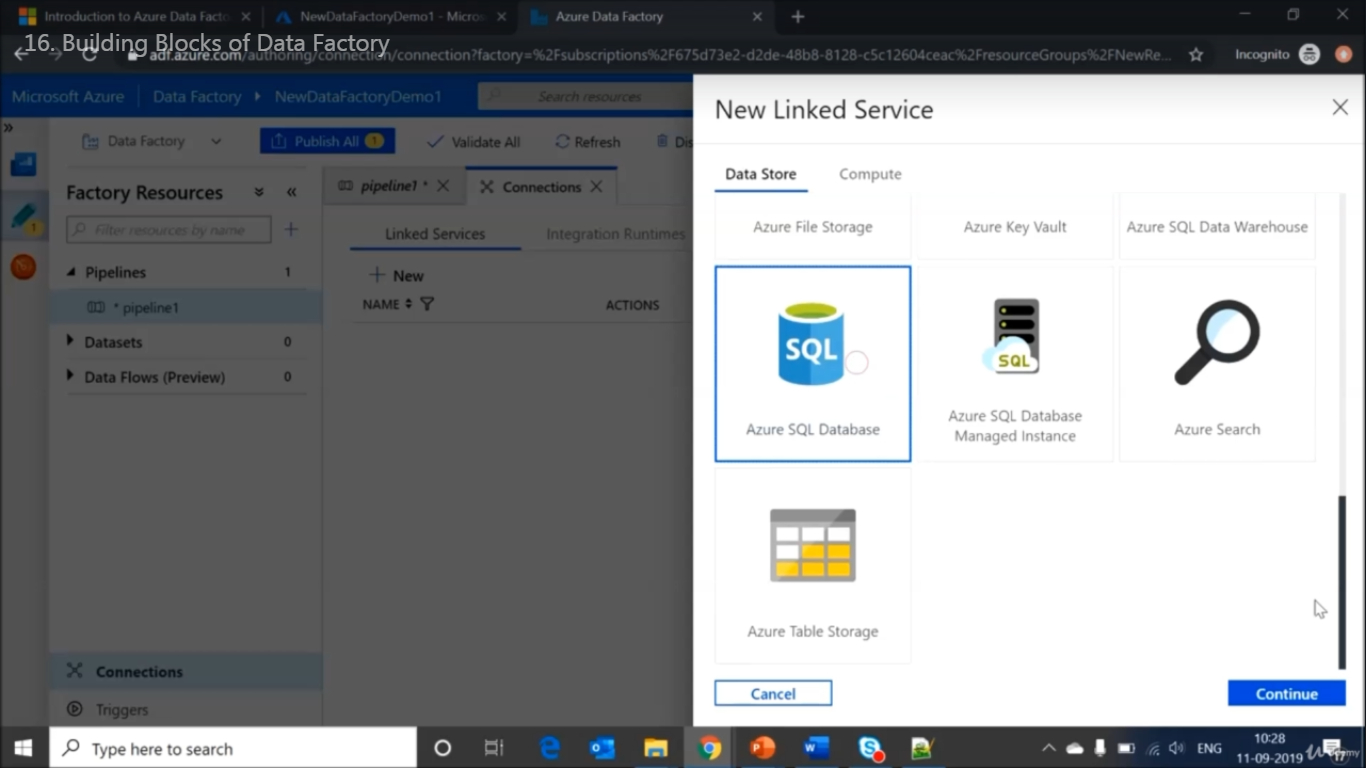 Introduction to Azure Data Facto
NewDataFactoryDemo1 - Micros
Azure Data Factory
16. Building Blocks of Data Factory
adf.azure.com/authoring/connection/connection?factory=%2Fsubscriptions%2F675d73e2-d2de-48b8-8128-c5c12604ceac%2FresourceGroups%2FNewRe...
Incognito
Microsoft Azure
Data Factory
NewDataFactoryDemo1
Search resources
Data Factory
Publish All 1
Validate All
Refresh
Dis
Factory Resources
Filter resources by name
1
Pipelines 1
* pipeline1
Datasets 0
Data Flows (Preview) 0
Connections
Triggers
pipeline1 *
Connections
Linked Services
Integration Runtimes
New
NAME
ACTIONS
New Linked Service
Data Store
Compute
Azure File Storage
Azure Key Vault
Azure SQL Data Warehouse
SQL
Azure SQL Database
SQL
Azure SQL Database
Managed Instance
Azure Search
Azure Table Storage
Cancel
Continue
Type here to search
ENG
10:28
11-09-2019
17